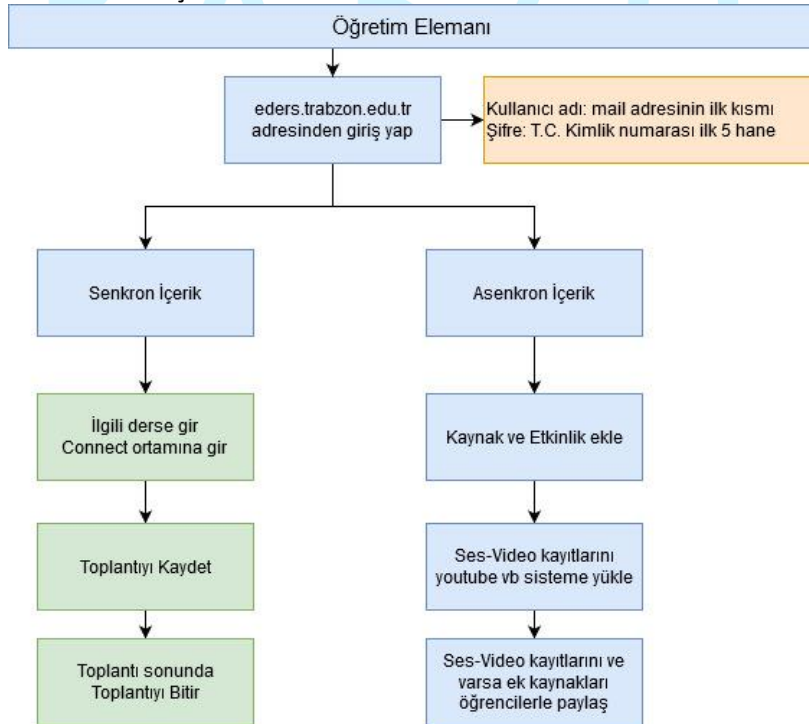 Öğretim Elemanı
eders.trabzon.edu.tr
adresinden giriş yap
Kullanıcı adı: mail adresinin ilk kısmı
Şifre: T.C. Kimlik numarası ilk 5 hane
Senkron İçerik
Asenkron İçerik
İlgili derse gir
Connect ortamına gir
Kaynak ve Etkinlik ekle
Toplantıyı Kaydet
Ses-Video kayıtlarını
youtube vb sisteme yükle
Toplantı sonunda
Toplantıyı Bitir
Ses-Video kayıtlarını ve
varsa ek kaynakları
öğrencilerle paylaş